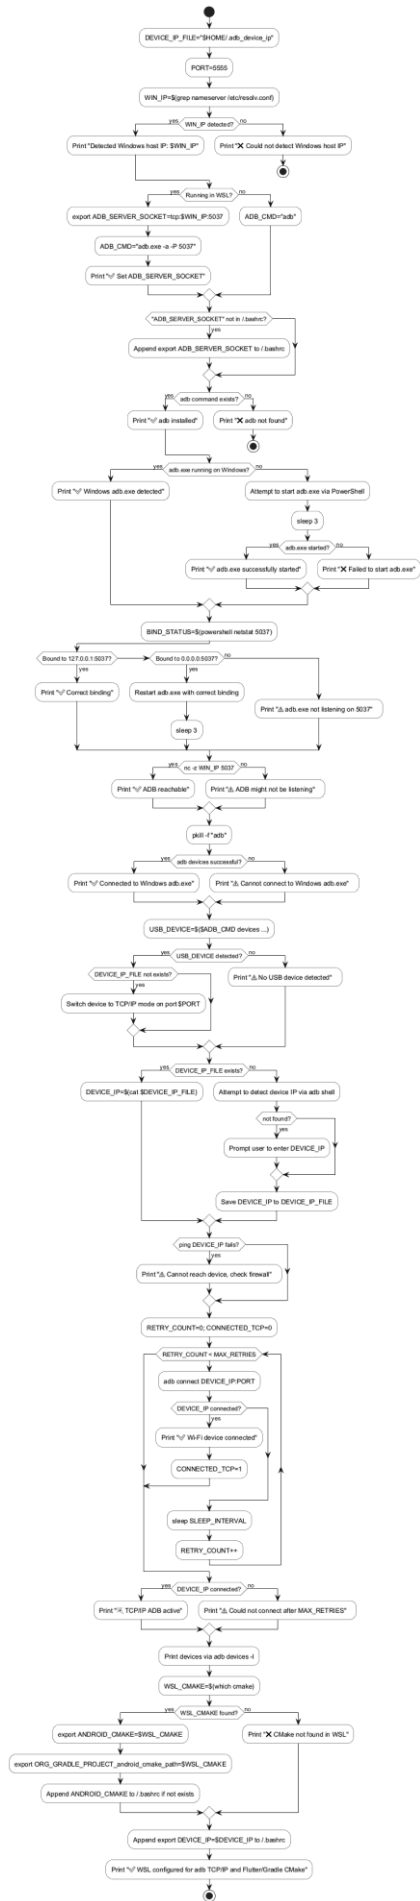 DEVICE_IP_FILE="$HOME/.adb_device_ip"
PORT=5555
WIN_IP=$(grep nameserver /etc/resolv.conf)
WIN_IP detected?
yes
no
Print "Detected Windows host IP: $WIN_IP"
Print "❌ Could not detect Windows host IP"
Running in WSL?
yes
no
export ADB_SERVER_SOCKET=tcp:$WIN_IP:5037
ADB_CMD="adb"
ADB_CMD="adb.exe -a -P 5037"
Print "✅ Set ADB_SERVER_SOCKET"
"ADB_SERVER_SOCKET" not in /.bashrc?
yes
Append export ADB_SERVER_SOCKET to /.bashrc
adb command exists?
yes
no
Print "✅ adb installed"
Print "❌ adb not found"
adb.exe running on Windows?
yes
no
Print "✅ Windows adb.exe detected"
Attempt to start adb.exe via PowerShell
sleep 3
adb.exe started?
yes
no
Print "✅ adb.exe successfully started"
Print "❌ Failed to start adb.exe"
BIND_STATUS=$(powershell netstat 5037)
Bound to 127.0.0.1:5037?
yes
Bound to 0.0.0.0:5037?
yes
no
Print "✅ Correct binding"
Restart adb.exe with correct binding
Print "⚠ adb.exe not listening on 5037"
sleep 3
nc -z WIN_IP 5037
yes
no
Print "✅ ADB reachable"
Print "⚠ ADB might not be listening"
pkill -f "adb"
adb devices successful?
yes
no
Print "✅ Connected to Windows adb.exe"
Print "⚠ Cannot connect to Windows adb.exe"
USB_DEVICE=$($ADB_CMD devices ...)
USB_DEVICE detected?
yes
no
DEVICE_IP_FILE not exists?
yes
Print "⚠ No USB device detected"
Switch device to TCP/IP mode on port $PORT
DEVICE_IP_FILE exists?
yes
no
DEVICE_IP=$(cat $DEVICE_IP_FILE)
Attempt to detect device IP via adb shell
not found?
yes
Prompt user to enter DEVICE_IP
Save DEVICE_IP to DEVICE_IP_FILE
ping DEVICE_IP fails?
yes
Print "⚠ Cannot reach device, check firewall"
RETRY_COUNT=0; CONNECTED_TCP=0
RETRY_COUNT < MAX_RETRIES
adb connect DEVICE_IP:PORT
DEVICE_IP connected?
yes
Print "✅ Wi-Fi device connected"
CONNECTED_TCP=1
sleep SLEEP_INTERVAL
RETRY_COUNT++
DEVICE_IP connected?
yes
no
TCP/IP ADB active"
Print "⚠ Could not connect after MAX_RETRIES"
Print devices via adb devices -l
WSL_CMAKE=$(which cmake)
WSL_CMAKE found?
yes
no
export ANDROID_CMAKE=$WSL_CMAKE
Print "❌ CMake not found in WSL"
export ORG_GRADLE_PROJECT_android_cmake_path=$WSL_CMAKE
Append ANDROID_CMAKE to /.bashrc if not exists
Append export DEVICE_IP=$DEVICE_IP to /.bashrc
Print "✅ WSL configured for adb TCP/IP and Flutter/Gradle CMake"